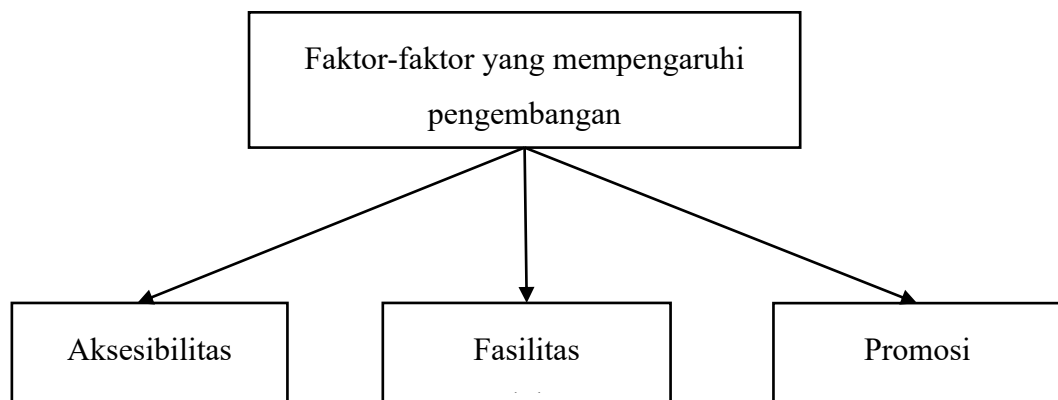 Faktor-faktor yang mempengaruhi
pengembangan
Aksesibilitas
Fasilitas
Promosi